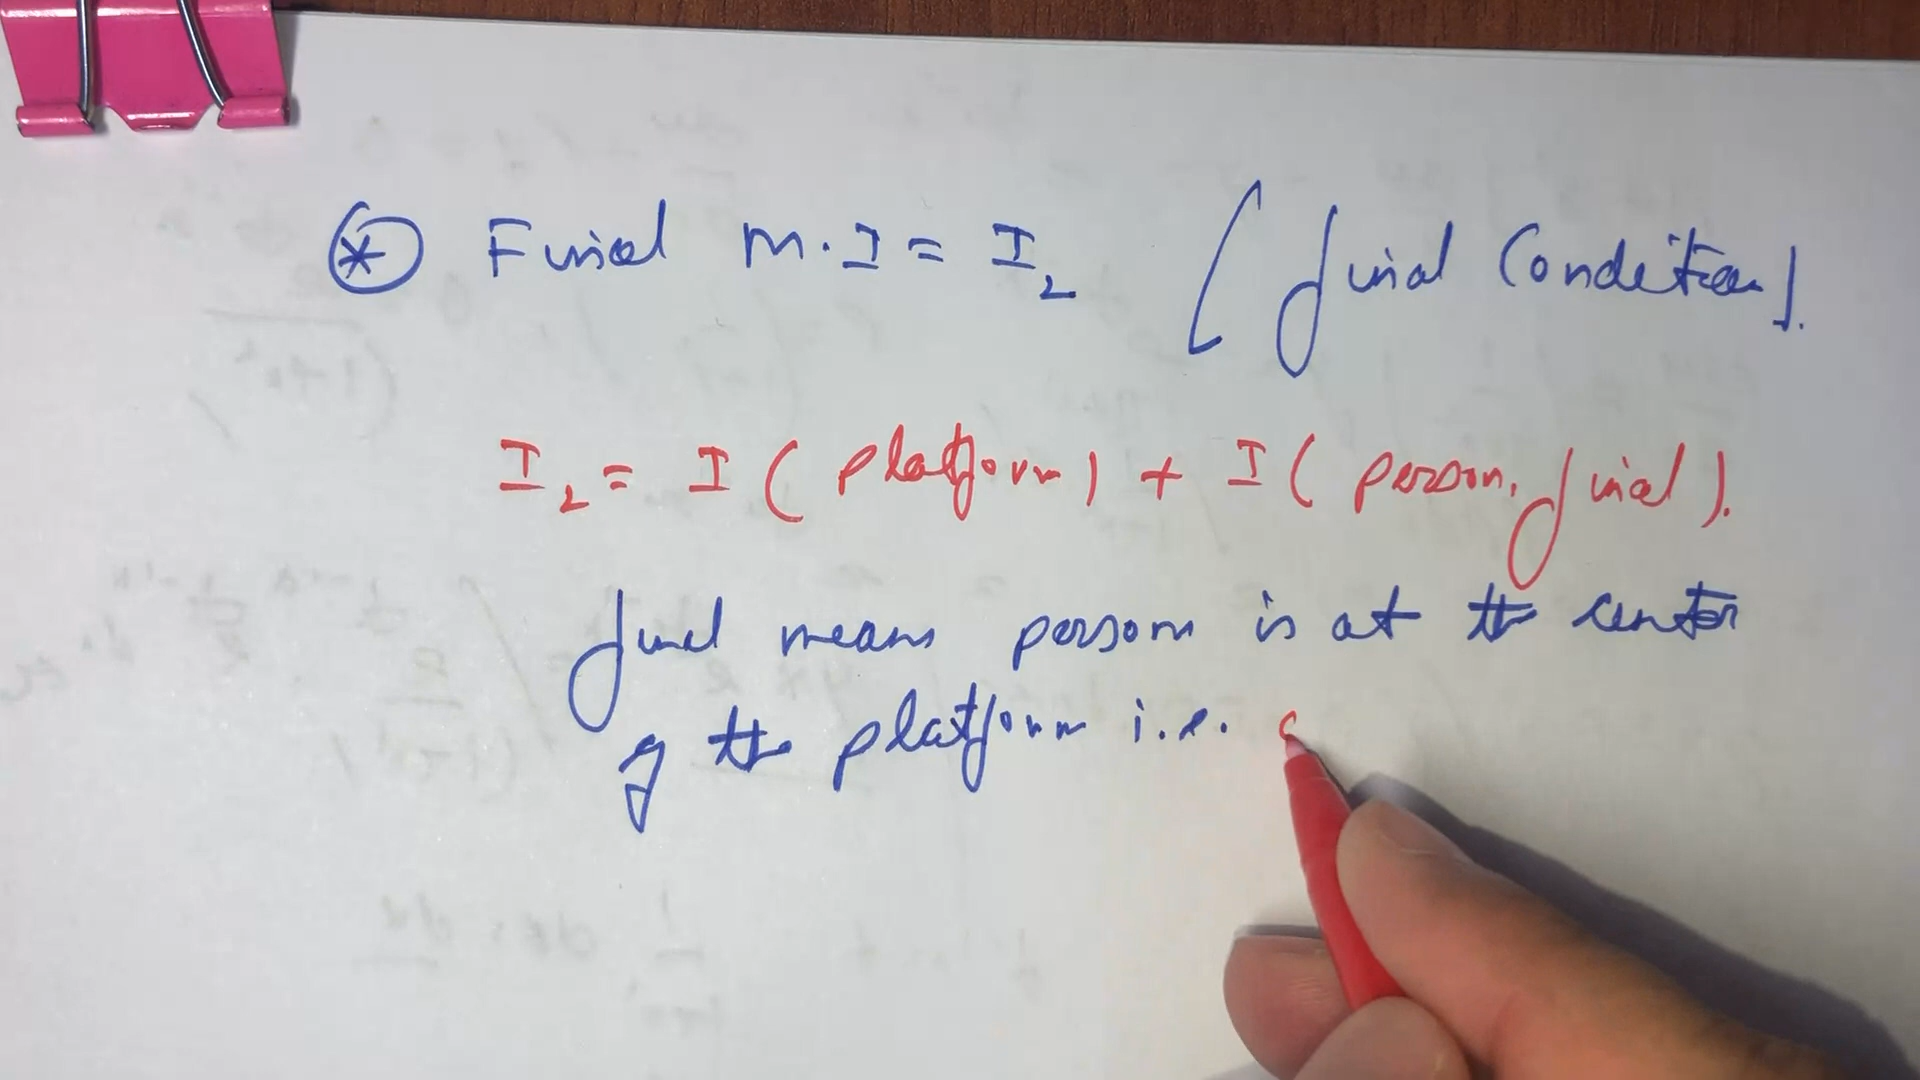 * Final M.I = I₂ [final Condition].
I₂ = I (platform) + I (person, final).
final means person is at the center
of the platform i.e.